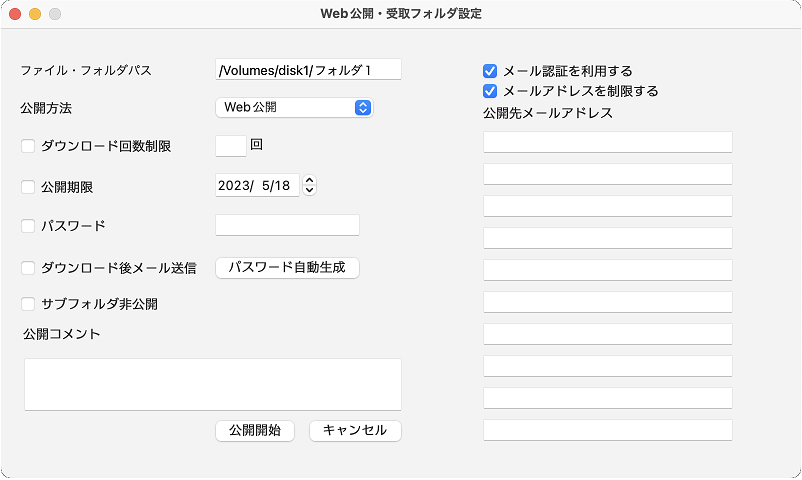 Web公開・受取フォルダ設定
ファイル・フォルダパス
/Volumes/disk1/フォルダ１
公開方法
Web公開
ダウンロード回数制限
回
公開期限
2023/ 5/18
パスワード
ダウンロード後メール送信
パスワード自動生成
サブフォルダ非公開
公開コメント
公開開始
キャンセル
メール認証を利用する
メールアドレスを制限する
公開先メールアドレス